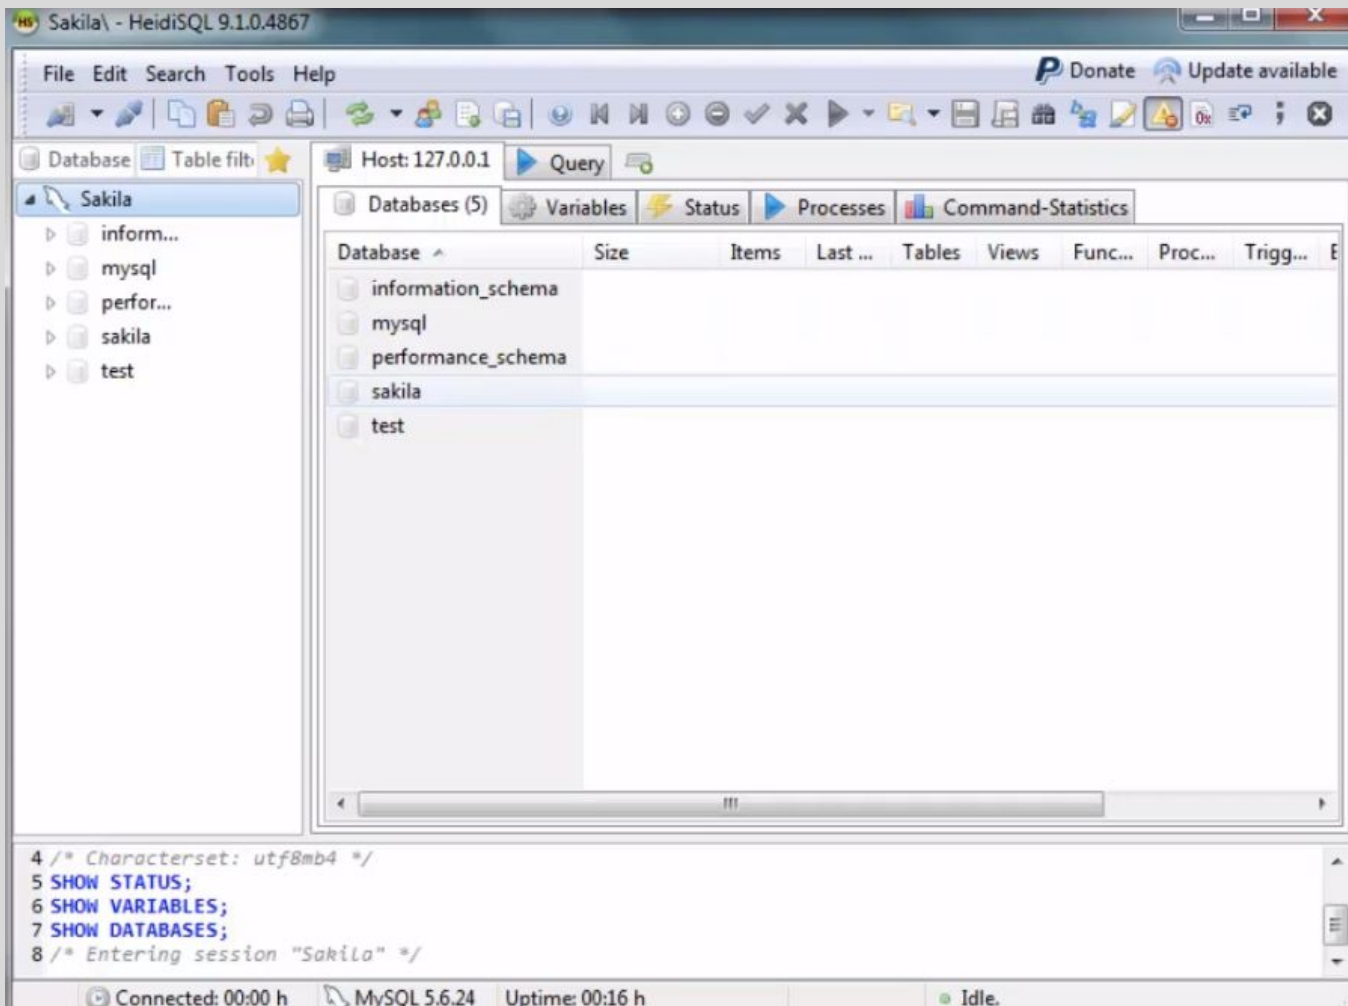 HS Sakila\ - HeidiSQL 9.1.0.4867
File Edit Search Tools Help Donate Update available
Database Table filt Host: 127.0.0.1 Query
Sakila
inform...
mysql
perfor...
sakila
test
Databases (5) Variables Status Processes Command-Statistics
Database Size Items Last ... Tables Views Func... Proc... Trigg... E
information_schema
mysql
performance_schema
sakila
test
4 /* Characterset: utf8mb4 */
5 SHOW STATUS;
6 SHOW VARIABLES;
7 SHOW DATABASES;
8 /* Entering session "Sakila" */
Connected: 00:00 h MySQL 5.6.24 Uptime: 00:16 h Idle.